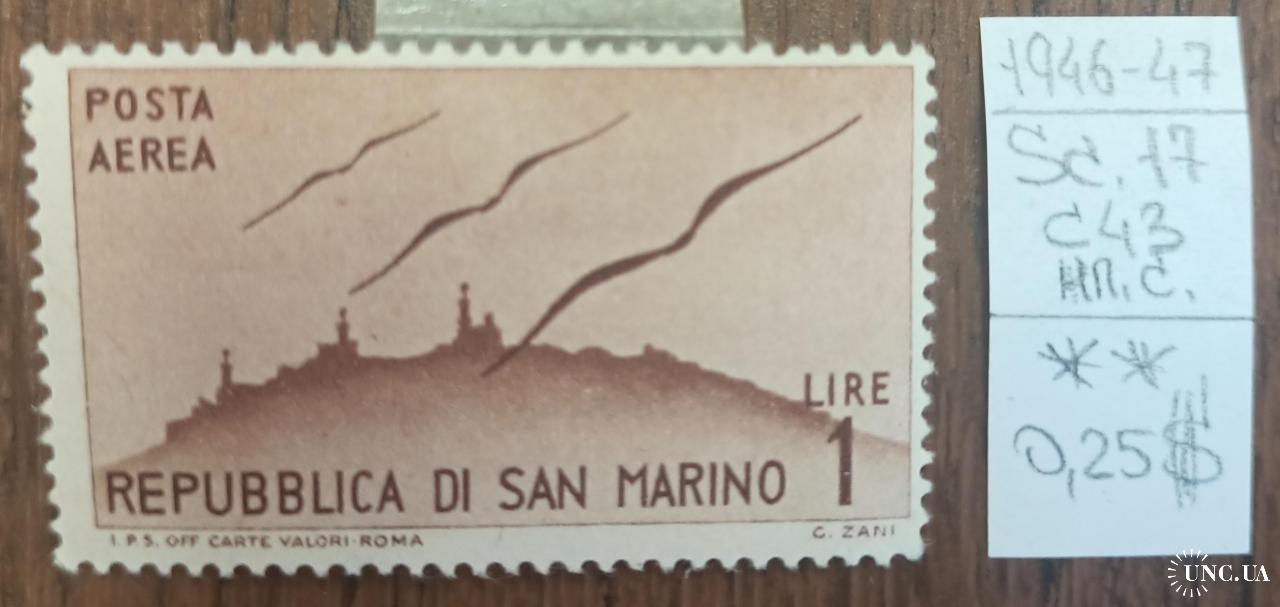 POSTA
AEREA
LIRE
1
REPUBBLICA DI SAN MARINO
I.P.S. OFF CARTE VALORI-ROMA
C. ZANI
1946-47
Sc. 17
C43
нп.с.
**
0,25$
UNC.UA